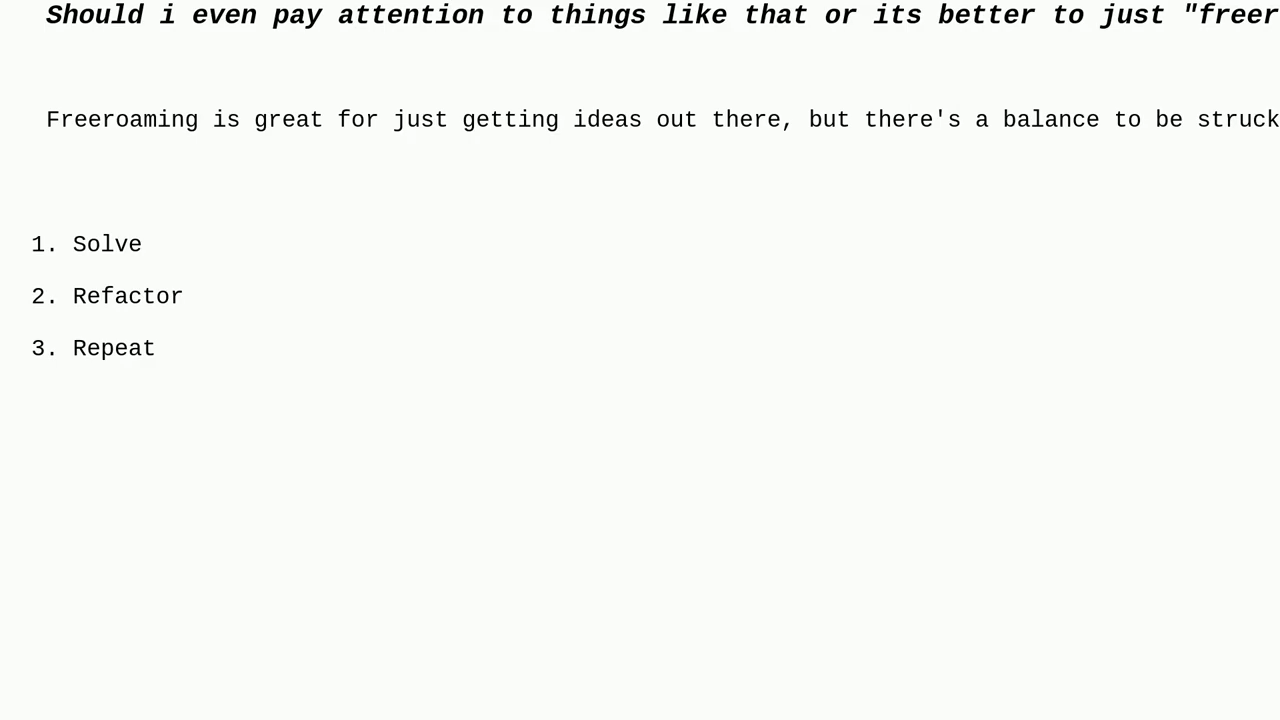 Should i even pay attention to things like that or its better to just "freer
Freeroaming is great for just getting ideas out there, but there's a balance to be struck
1. Solve
2. Refactor
3. Repeat